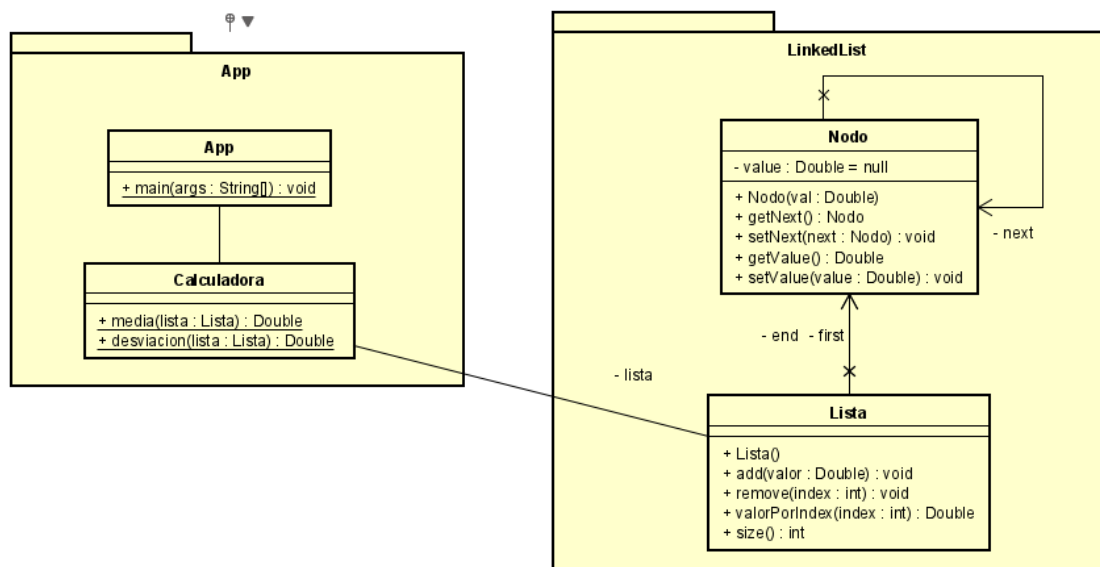 App
App
+ main(args : String[]) : void
Calculadora
+ media(lista : Lista) : Double
+ desviacion(lista : Lista) : Double
- lista
LinkedList
Nodo
- value : Double = null
+ Nodo(val : Double)
+ getNext() : Nodo
+ setNext(next : Nodo) : void
+ getValue() : Double
+ setValue(value : Double) : void
- next
- end - first
Lista
+ Lista()
+ add(valor : Double) : void
+ remove(index : int) : void
+ valorPorIndex(index : int) : Double
+ size() : int